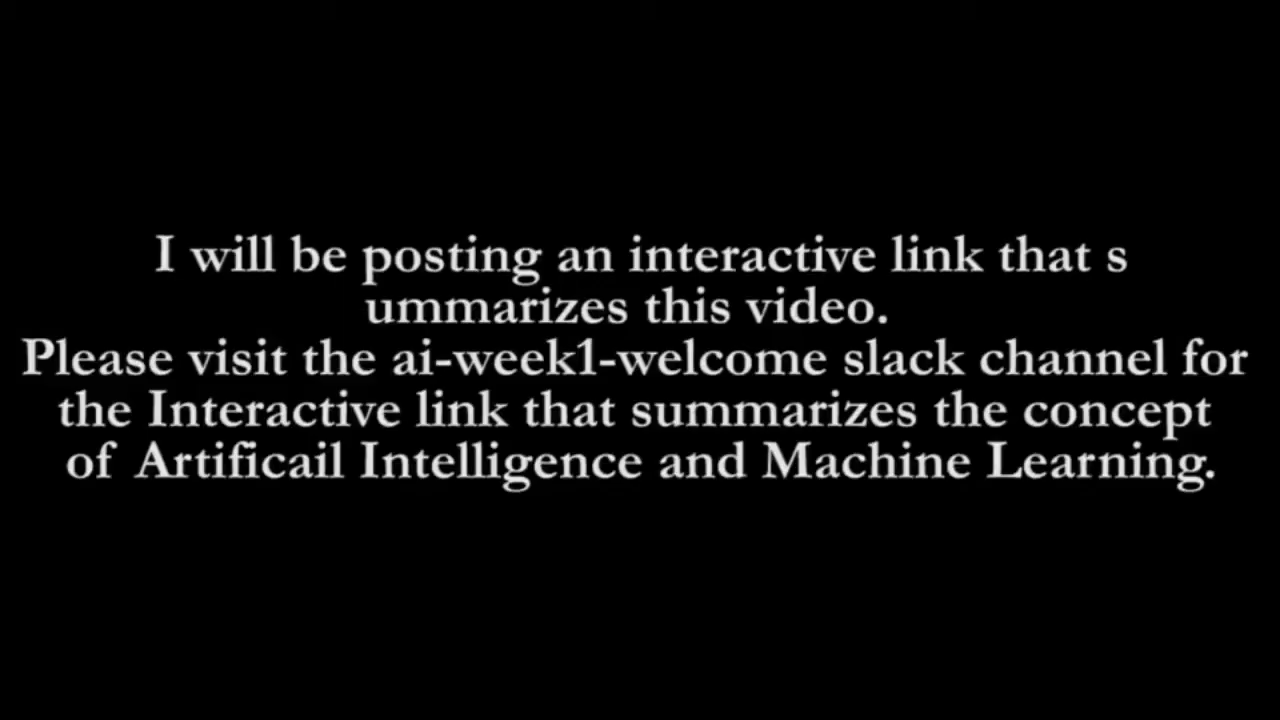 I will be posting an interactive link that s
ummarizes this video.
Please visit the ai-week1-welcome slack channel for
the Interactive link that summarizes the concept
of Artificail Intelligence and Machine Learning.